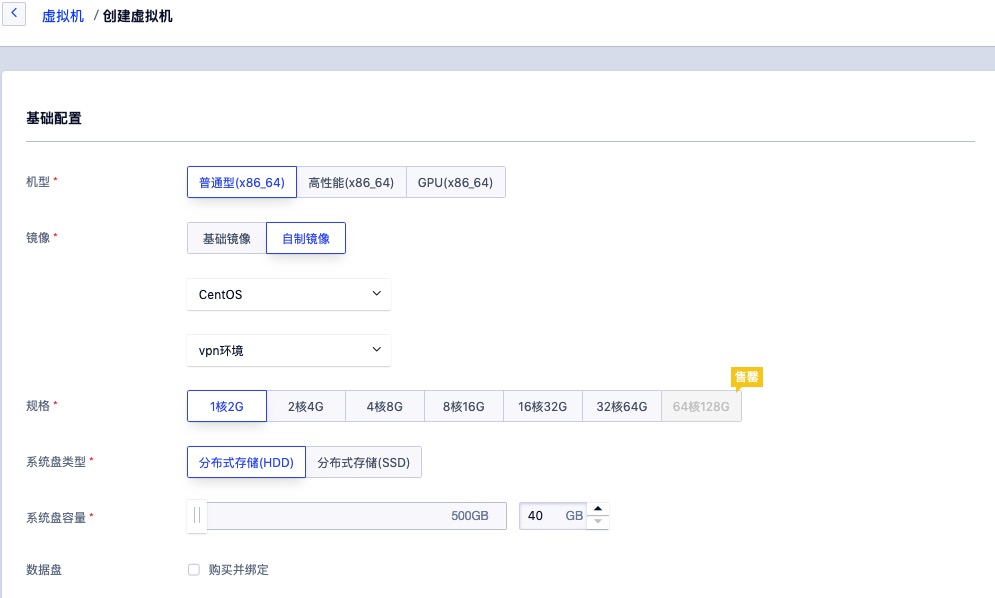 虚拟机 / 创建虚拟机
基础配置
机型 * 普通型(x86_64) 高性能(x86_64) GPU(x86_64)
镜像 * 基础镜像 自制镜像
CentOS
vpn环境
售罄
规格 * 1核2G 2核4G 4核8G 8核16G 16核32G 32核64G 64核128G
系统盘类型 * 分布式存储(HDD) 分布式存储(SSD)
系统盘容量 * 500GB 40 GB
数据盘 购买并绑定